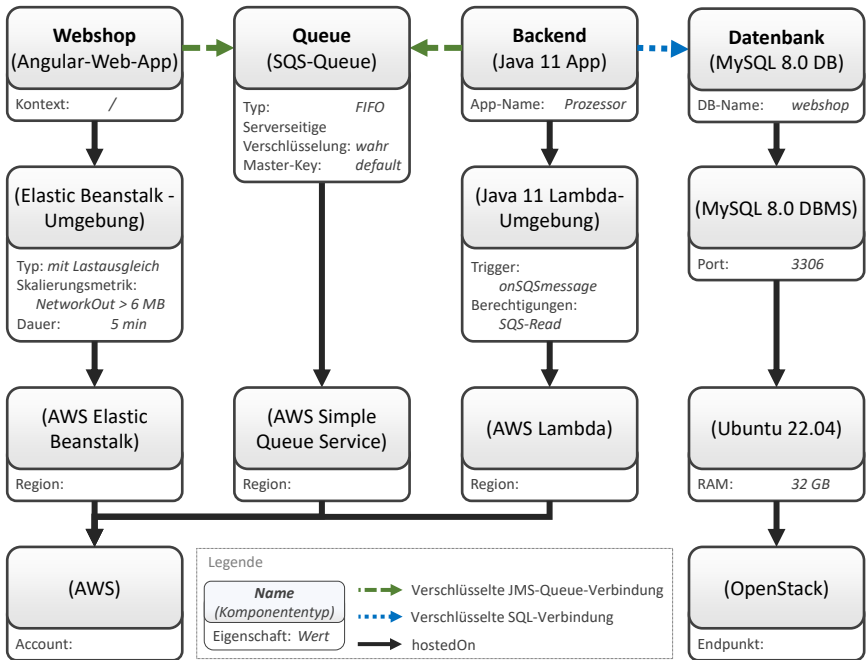 Webshop
(Angular-Web-App)
Kontext: /
Queue
(SQS-Queue)
Typ: FIFO
Serverseitige
Verschlüsselung: wahr
Master-Key: default
Backend
(Java 11 App)
App-Name: Prozessor
Datenbank
(MySQL 8.0 DB)
DB-Name: webshop
(Elastic Beanstalk -
Umgebung)
Typ: mit Lastausgleich
Skalierungsmetrik:
NetworkOut > 6 MB
Dauer: 5 min
(Java 11 Lambda-
Umgebung)
Trigger:
onSQSmessage
Berechtigungen:
SQS-Read
(MySQL 8.0 DBMS)
Port: 3306
(AWS Elastic
Beanstalk)
Region:
(AWS Simple
Queue Service)
Region:
(AWS Lambda)
Region:
(Ubuntu 22.04)
RAM: 32 GB
(AWS)
Account:
Legende
Name
(Komponententyp)
Eigenschaft: Wert
Verschlüsselte JMS-Queue-Verbindung
Verschlüsselte SQL-Verbindung
hostedOn
(OpenStack)
Endpunkt: